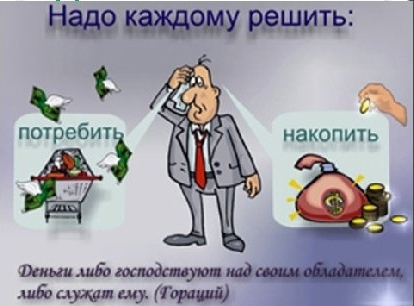 Надо каждому решить:
потребить
накопить
$
Деньги либо господствуют над своим обладателем,
либо служат ему. (Гораций)